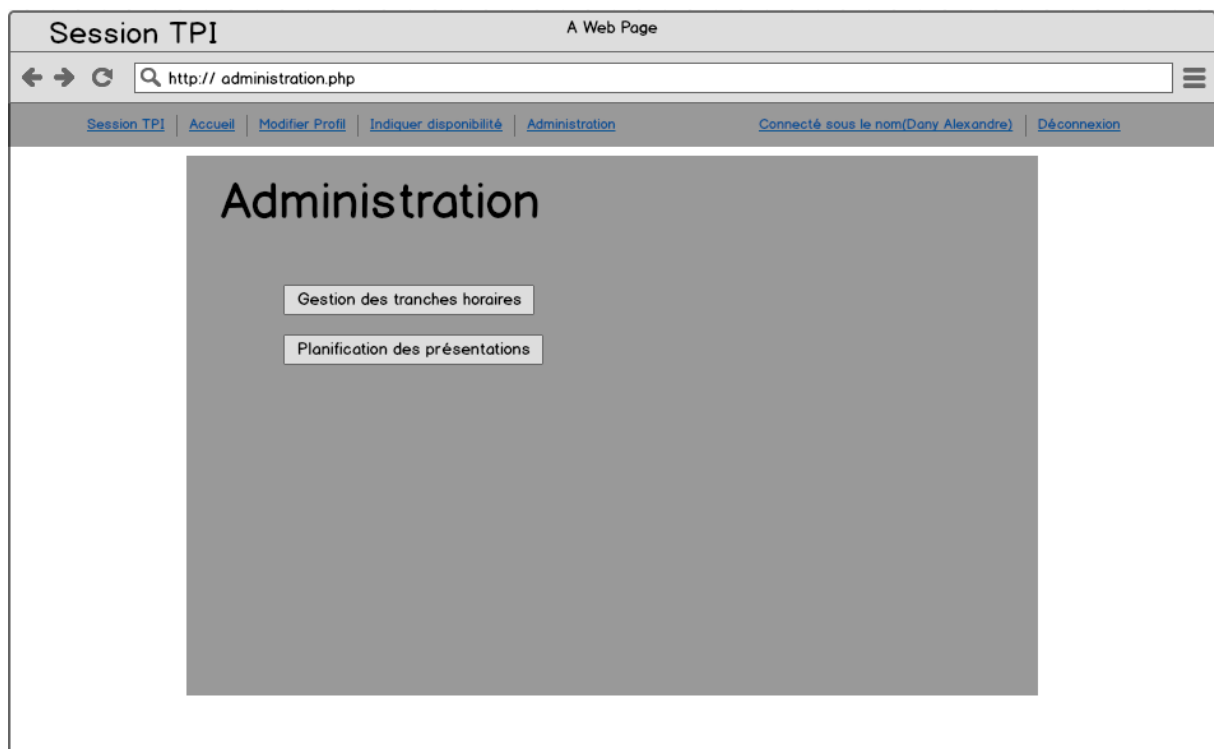 Session TPI
A Web Page
http:// administration.php
Session TPI Accueil Modifier Profil Indiquer disponibilité Administration Connecté sous le nom(Dany Alexandre) Déconnexion
Administration
Gestion des tranches horaires
Planification des présentations